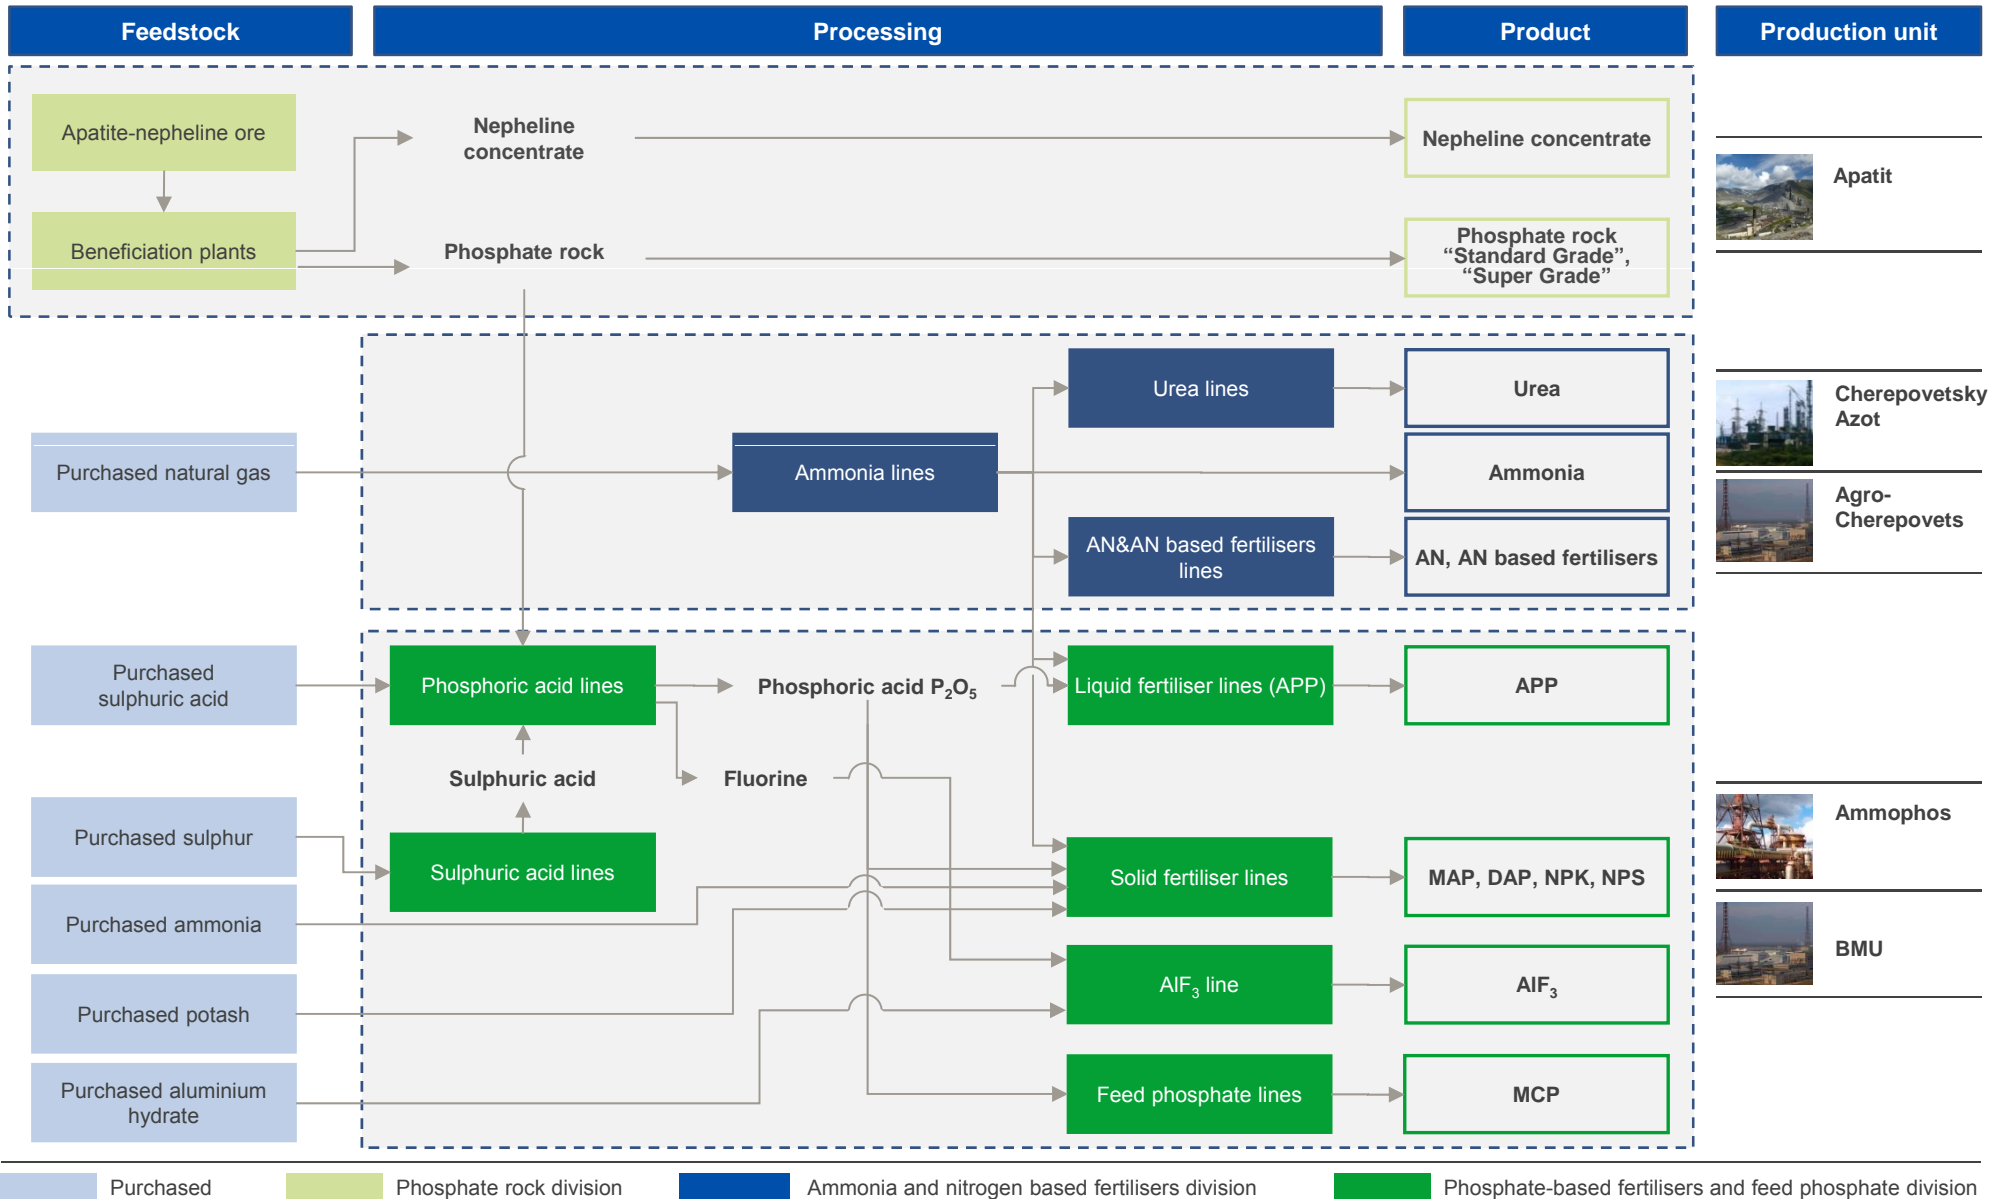 Feedstock
Processing
Product
Production unit
Apatite-nepheline ore
Nepheline
concentrate
Nepheline concentrate
Apatit
Beneficiation plants
Phosphate rock
Phosphate rock
“Standard Grade”,
“Super Grade”
Urea lines
Urea
Cherepovetsky
Azot
Purchased natural gas
Ammonia lines
Ammonia
Agro-
Cherepovets
AN&AN based fertilisers
lines
AN, AN based fertilisers
Purchased
sulphuric acid
Phosphoric acid lines
Phosphoric acid P₂O₅
Liquid fertiliser lines (APP)
APP
Sulphuric acid
Fluorine
Purchased sulphur
Sulphuric acid lines
Solid fertiliser lines
MAP, DAP, NPK, NPS
Ammophos
Purchased ammonia
BMU
Purchased potash
AlF₃ line
AlF₃
Purchased aluminium
hydrate
Feed phosphate lines
MCP
Purchased
Phosphate rock division
Ammonia and nitrogen based fertilisers division
Phosphate-based fertilisers and feed phosphate division